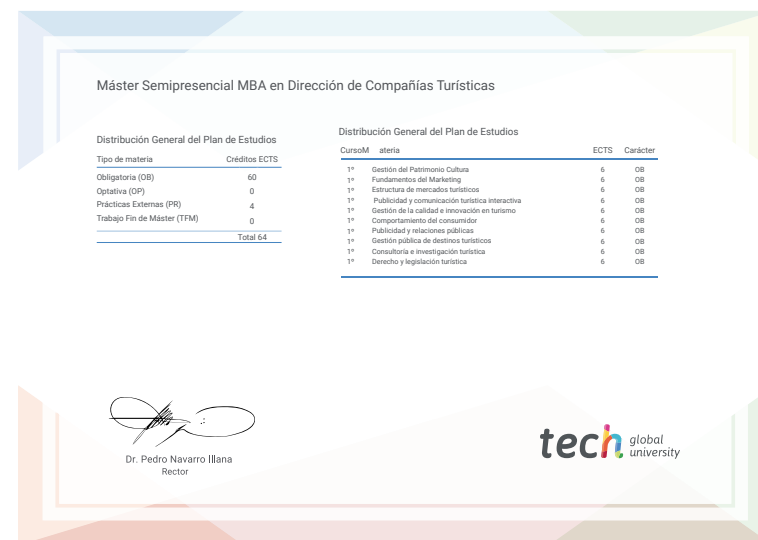 Máster Semipresencial MBA en Dirección de Compañías Turísticas
Distribución General del Plan de Estudios
Tipo de materia Créditos ECTS
Obligatoria (OB) 60
Optativa (OP) 0
Prácticas Externas (PR) 4
Trabajo Fin de Máster (TFM) 0
Total 64
Distribución General del Plan de Estudios
CursoM ateria ECTS Carácter
1º Gestión del Patrimonio Cultura 6 OB
1º Fundamentos del Marketing 6 OB
1º Estructura de mercados turísticos 6 OB
1º Publicidad y comunicación turística interactiva 6 OB
1º Gestión de la calidad e innovación en turismo 6 OB
1º Comportamiento del consumidor 6 OB
1º Publicidad y relaciones públicas 6 OB
1º Gestión pública de destinos turísticos 6 OB
1º Consultoría e investigación turística 6 OB
1º Derecho y legislación turística 6 OB
Dr. Pedro Navarro Illana
Rector
tech global
university